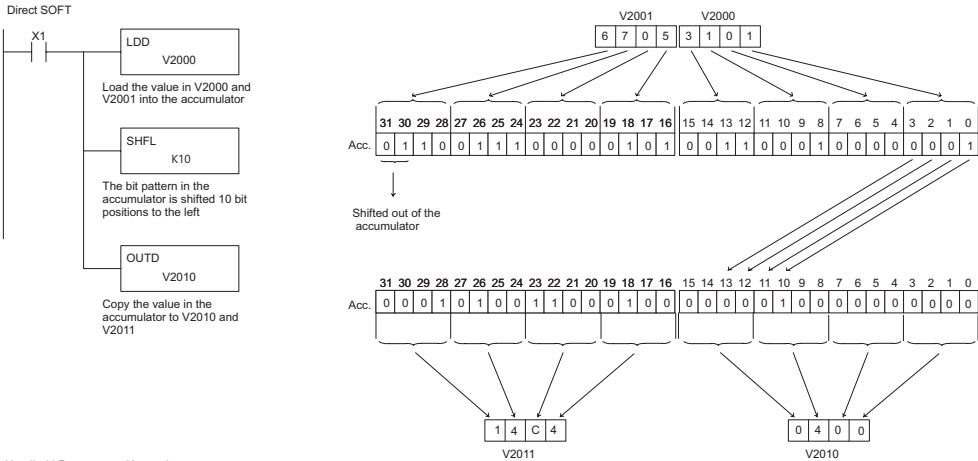 Direct SOFT
X1
LDD
V2000
Load the value in V2000 and
V2001 into the accumulator
SHFL
K10
The bit pattern in the
accumulator is shifted 10 bit
positions to the left
OUTD
V2010
Copy the value in the
accumulator to V2010 and
V2011
V2001 V2000
6 7 0 5 3 1 0 1
31 30 29 28 27 26 25 24 23 22 21 20 19 18 17 16 15 14 13 12 11 10 9 8 7 6 5 4 3 2 1 0
Acc. 0 1 1 0 0 1 1 1 0 0 0 0 0 1 0 1 0 0 1 1 0 0 0 1 0 0 0 0 0 0 0 1
Shifted out of the
accumulator
31 30 29 28 27 26 25 24 23 22 21 20 19 18 17 16 15 14 13 12 11 10 9 8 7 6 5 4 3 2 1 0
Acc. 0 0 0 1 0 1 0 0 1 1 0 0 0 1 0 0 0 0 0 0 0 1 0 0 0 0 0 0 0 0 0 0
1 4 C 4 0 4 0 0
V2011 V2010